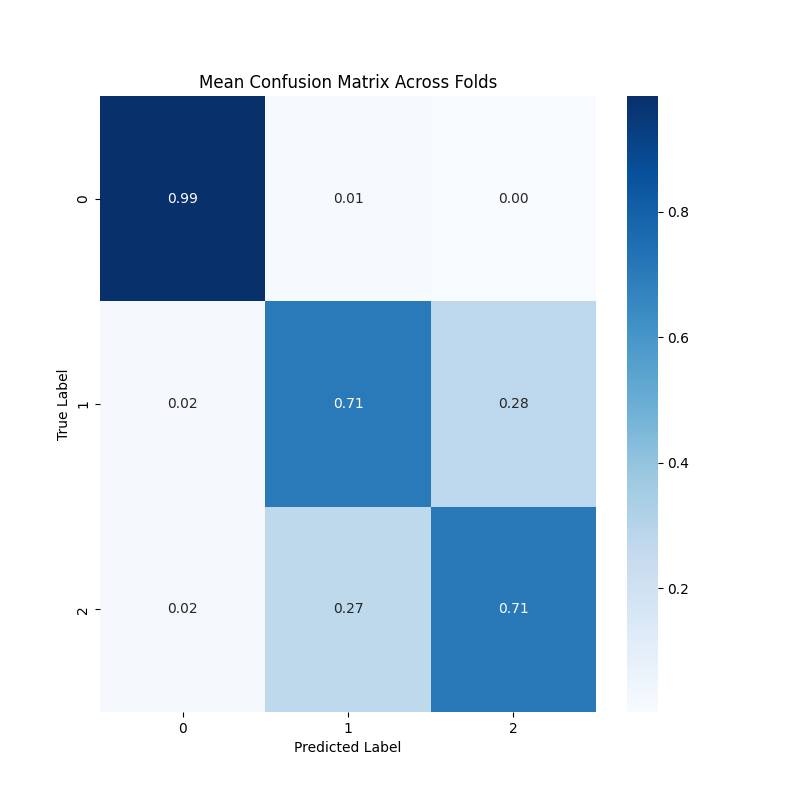 Mean Confusion Matrix Across Folds
0 0.99 0.01 0.00
1 0.02 0.71 0.28
2 0.02 0.27 0.71
0 1 2
True Label
Predicted Label
0.8
0.6
0.4
0.2